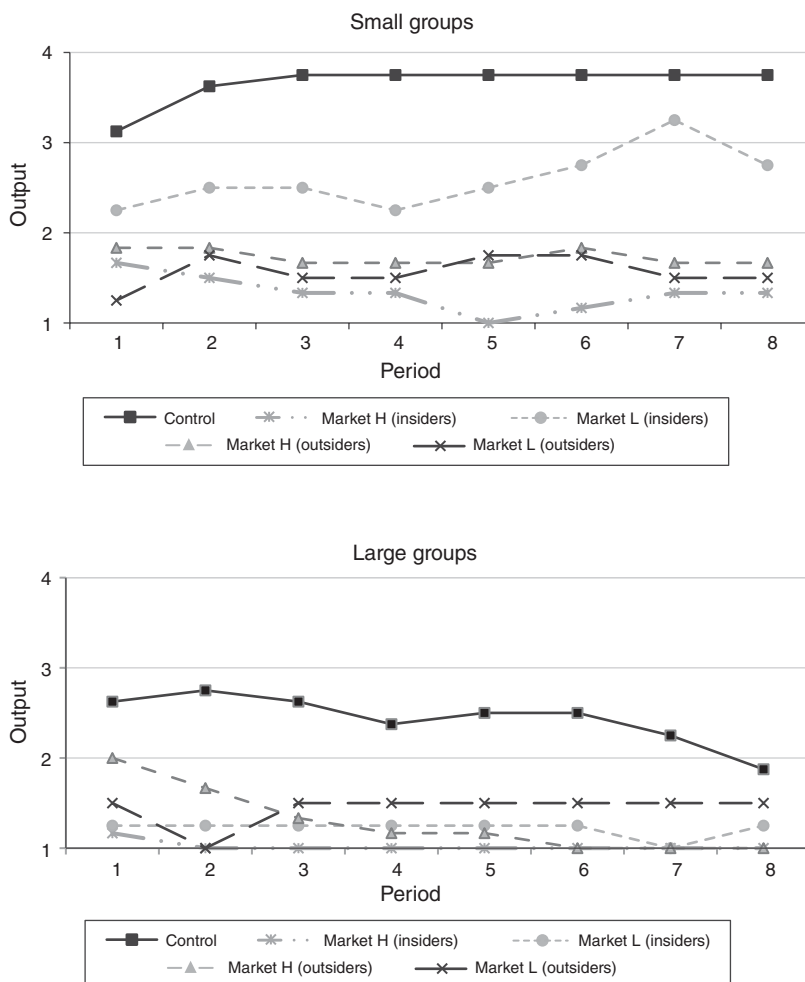 Small groups
4
3
2
1
Output
1 2 3 4 5 6 7 8
Period
Control Market H (insiders) Market L (insiders)
Market H (outsiders) Market L (outsiders)
Large groups
4
3
2
1
Output
1 2 3 4 5 6 7 8
Period
Control Market H (insiders) Market L (insiders)
Market H (outsiders) Market L (outsiders)